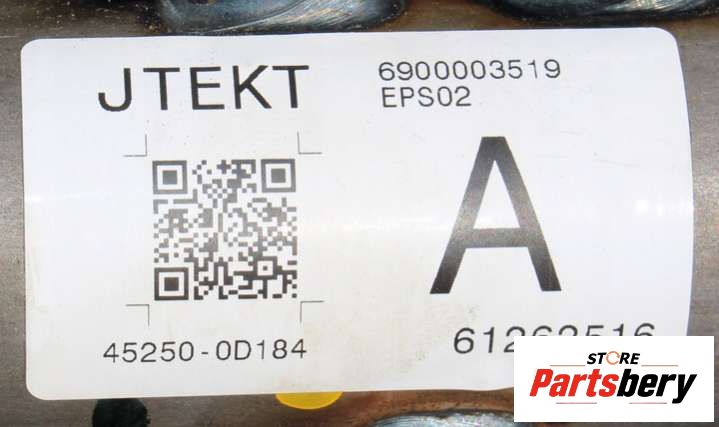 JTEKT
6900003519
EPS02
A
45250-0D184
STORE
Partsbery